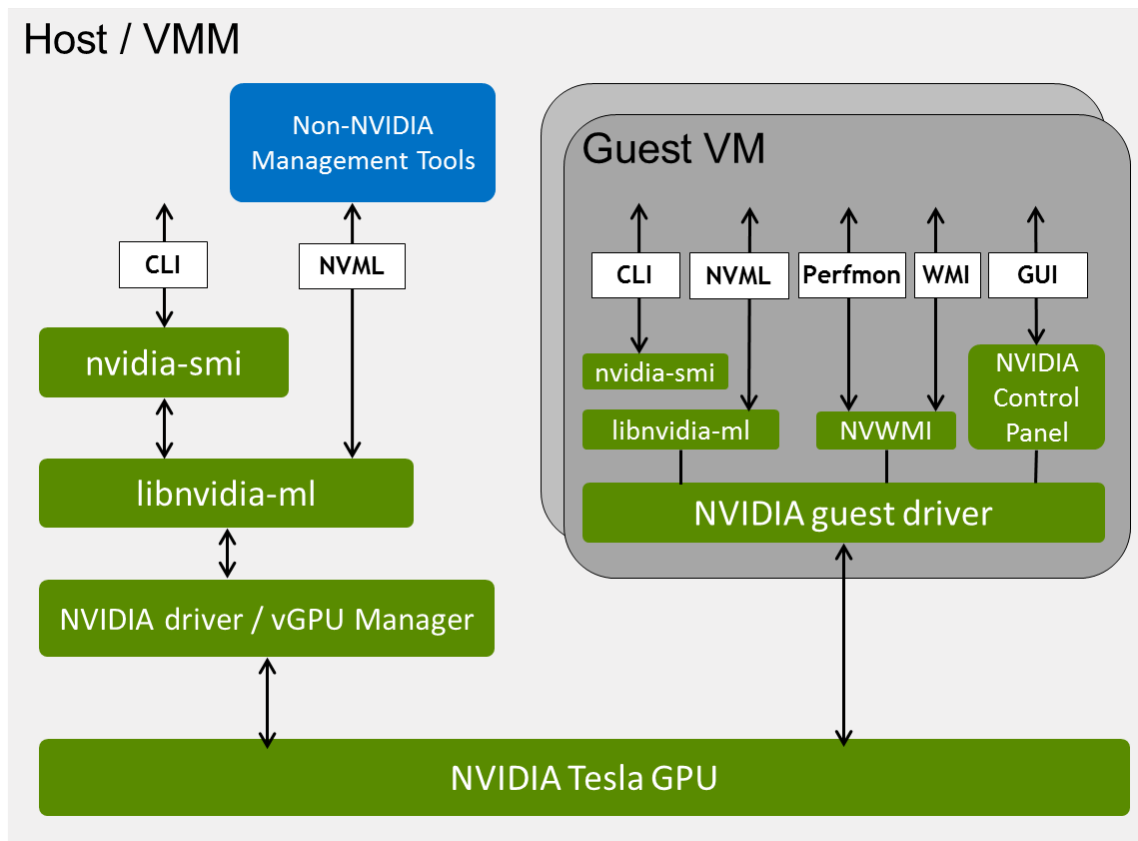 Host / VMM
Non-NVIDIA
Management Tools
CLI
NVML
nvidia-smi
libnvidia-ml
NVIDIA driver / vGPU Manager
Guest VM
CLI
NVML
Perfmon
WMI
GUI
nvidia-smi
libnvidia-ml
NVWMI
NVIDIA
Control
Panel
NVIDIA guest driver
NVIDIA Tesla GPU